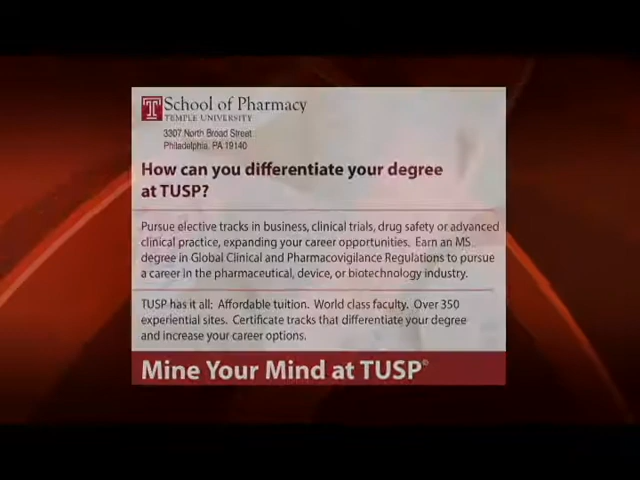 T School of Pharmacy
TEMPLE UNIVERSITY
3307 North Broad Street
Philadelphia, PA 19140
How can you differentiate your degree
at TUSP?
Pursue elective tracks in business, clinical trials, drug safety or advanced
clinical practice, expanding your career opportunities. Earn an MS
degree in Global Clinical and Pharmacovigilance Regulations to pursue
a career in the pharmaceutical, device, or biotechnology industry.
TUSP has it all: Affordable tuition. World class faculty. Over 350
experiential sites. Certificate tracks that differentiate your degree
and increase your career options.
Mine Your Mind at TUSP©